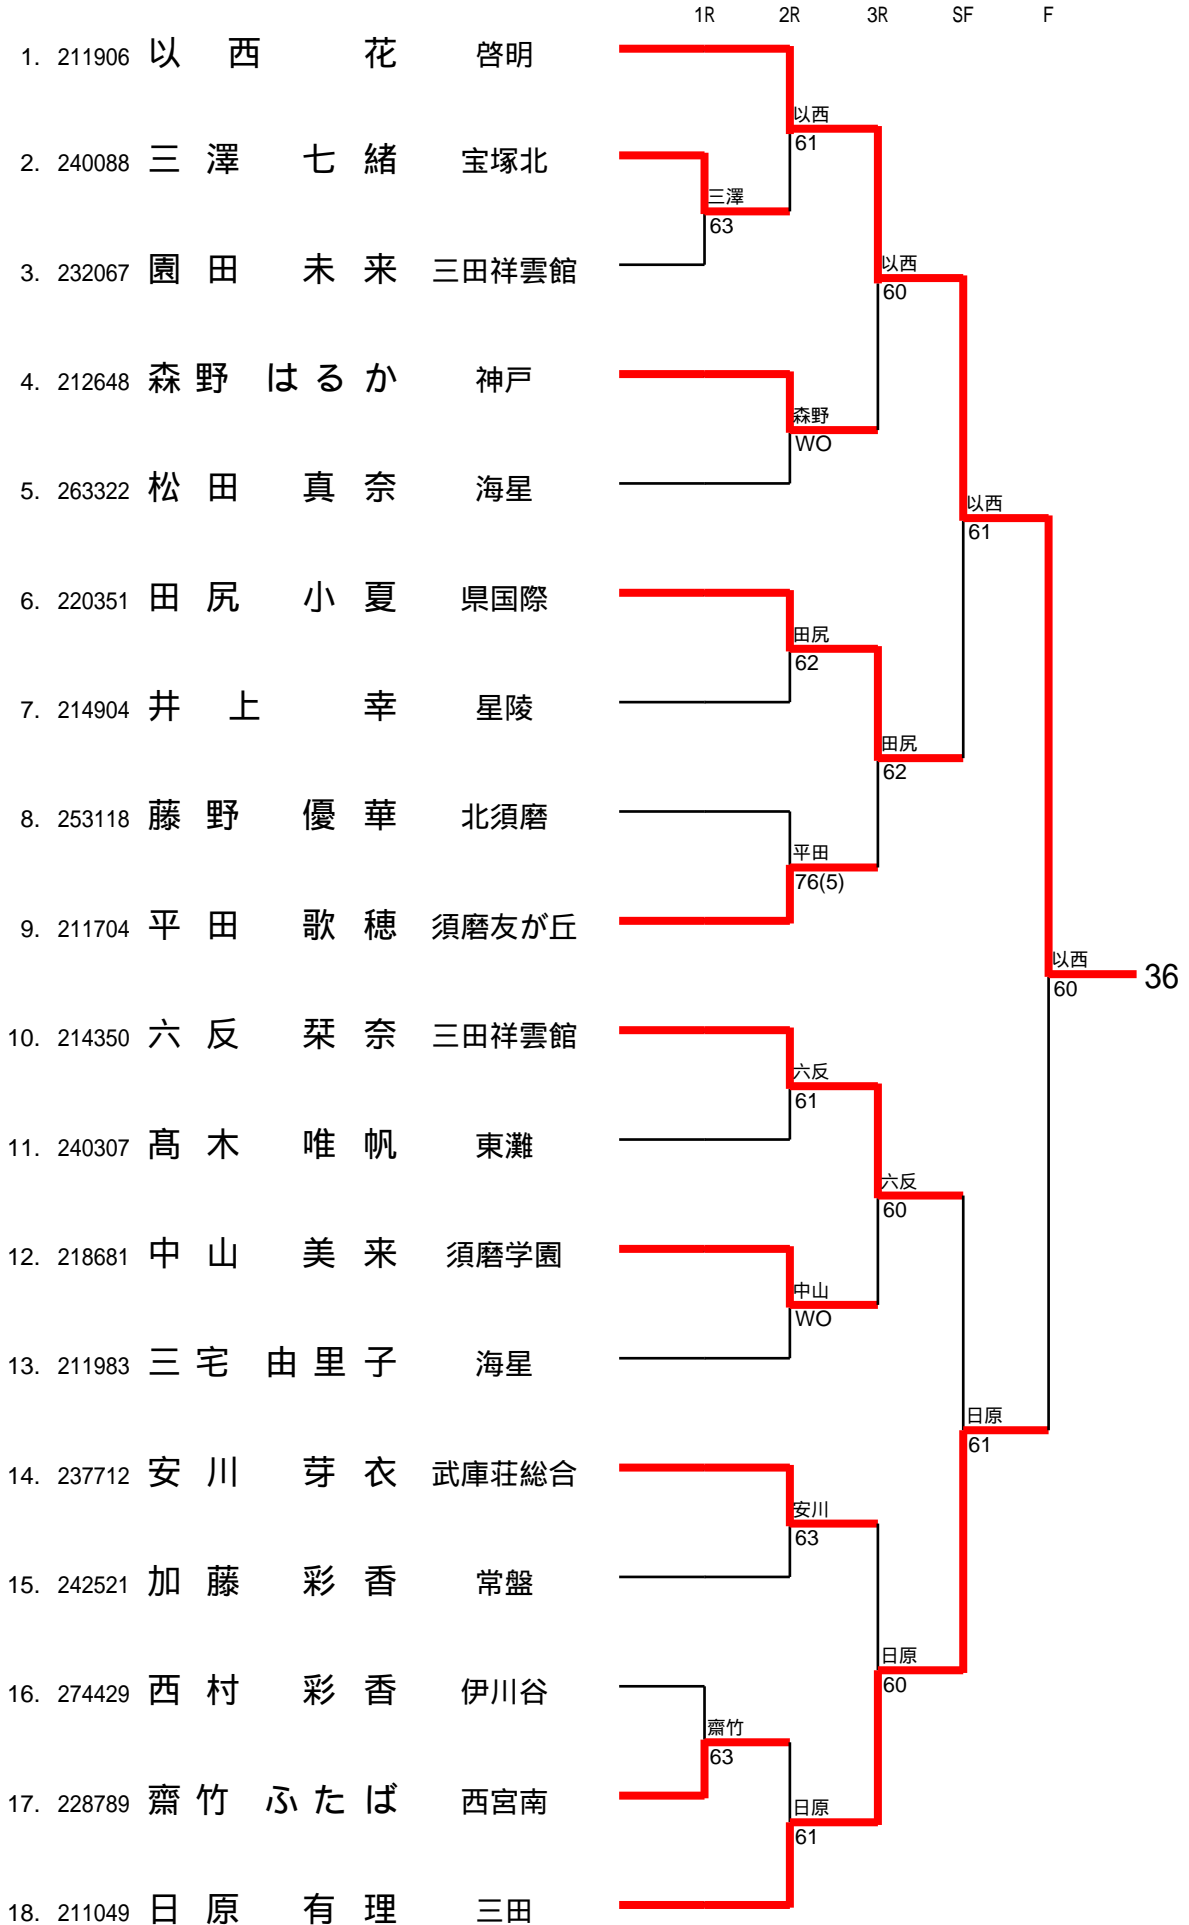 1R 2R 3R SF F
1. 211906 以西 花 啓明
以西
61
2. 240088 三澤 七緒 宝塚北
三澤
63
3. 232067 園田 未来 三田祥雲館
以西
60
4. 212648 森野 はるか 神戸
森野
WO
5. 263322 松田 真奈 海星
以西
61
6. 220351 田尻 小夏 県国際
田尻
62
7. 214904 井上 幸 星陵
田尻
62
8. 253118 藤野 優華 北須磨
平田
76(5)
9. 211704 平田 歌穂 須磨友が丘
以西
60
36
10. 214350 六反 栞奈 三田祥雲館
六反
61
11. 240307 髙木 唯帆 東灘
六反
60
12. 218681 中山 美来 須磨学園
中山
WO
13. 211983 三宅 由里子 海星
日原
61
14. 237712 安川 芽衣 武庫荘総合
安川
63
15. 242521 加藤 彩香 常盤
日原
60
16. 274429 西村 彩香 伊川谷
齋竹
63
17. 228789 齋竹 ふたば 西宮南
日原
61
18. 211049 日原 有理 三田